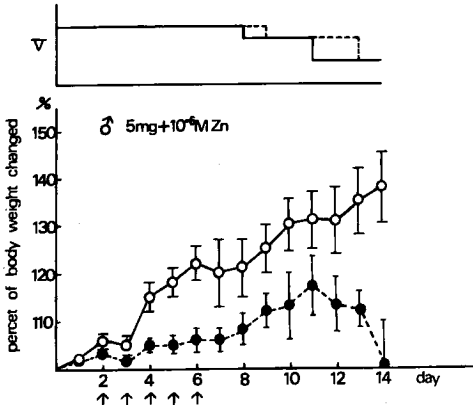 V
%
150
♂ 5mg+10⁻⁶M Zn
140
130
120
110
percet of body weight changed
2 4 6 8 10 12 14 day
↑ ↑ ↑ ↑ ↑